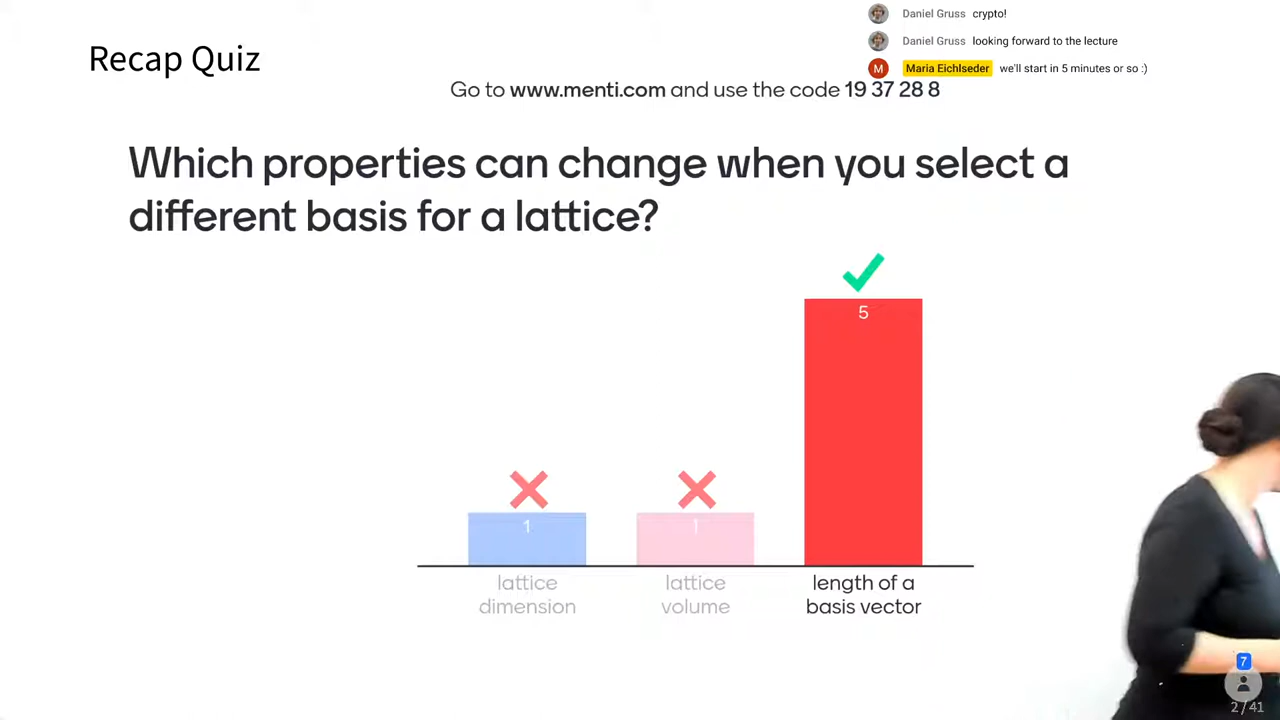 Recap Quiz
Daniel Gruss crypto!
Daniel Gruss looking forward to the lecture
M Maria Eichlseder we'll start in 5 minutes or so :)
Go to www.menti.com and use the code 19 37 28 8
Which properties can change when you select a
different basis for a lattice?
5
1
1
lattice
dimension
lattice
volume
length of a
basis vector
7
2/41